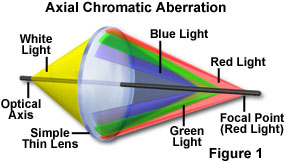 Axial Chromatic Aberration
White
Light
Blue Light
Red Light
Optical
Axis
Simple
Thin Lens
Green
Light
Focal Point
(Red Light)
Figure 1